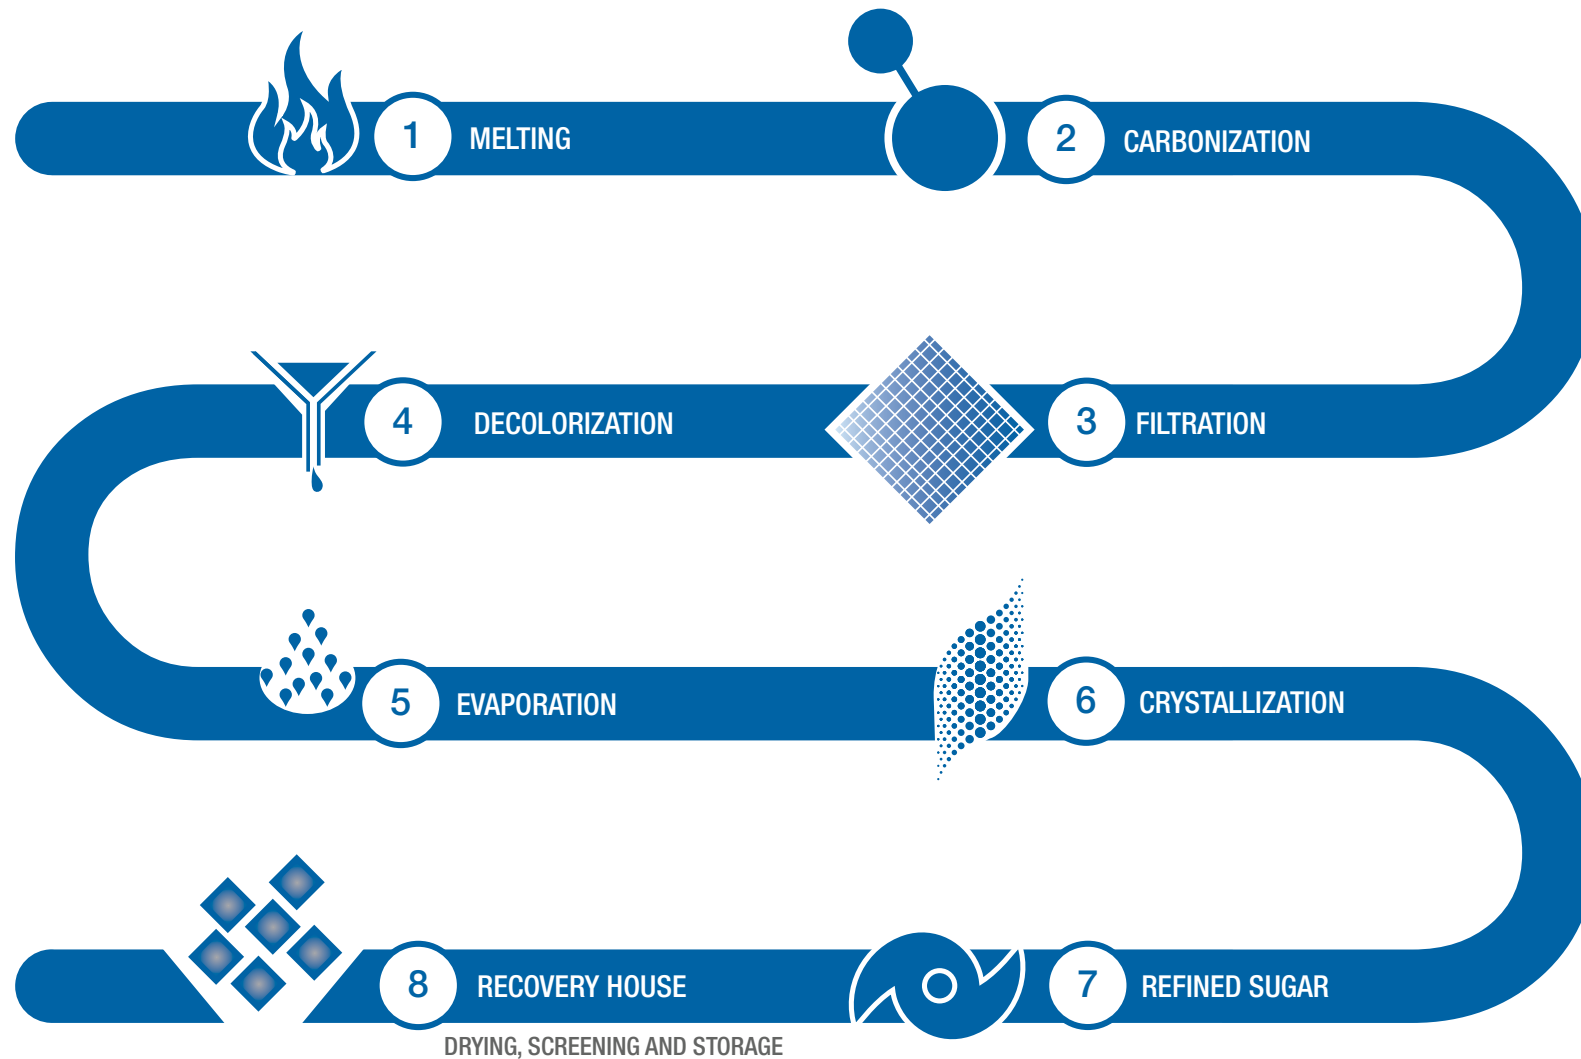 1 MELTING
2 CARBONIZATION
3 FILTRATION
4 DECOLORIZATION
5 EVAPORATION
6 CRYSTALLIZATION
7 REFINED SUGAR
8 RECOVERY HOUSE
DRYING, SCREENING AND STORAGE